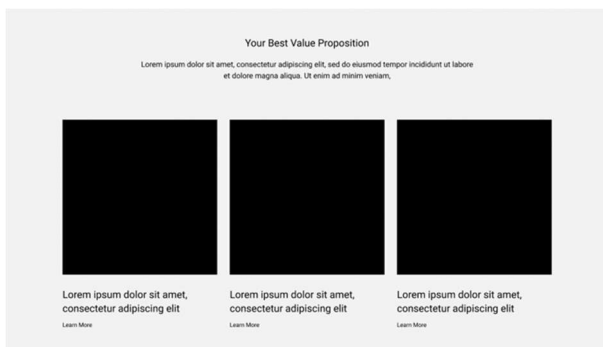 Your Best Value Proposition
Lorem ipsum dolor sit amet, consectetur adipiscing elit, sed do eiusmod tempor incididunt ut labore
et dolore magna aliqua. Ut enim ad minim veniam,
Lorem ipsum dolor sit amet,
consectetur adipiscing elit
Learn More
Lorem ipsum dolor sit amet,
consectetur adipiscing elit
Learn More
Lorem ipsum dolor sit amet,
consectetur adipiscing elit
Learn More